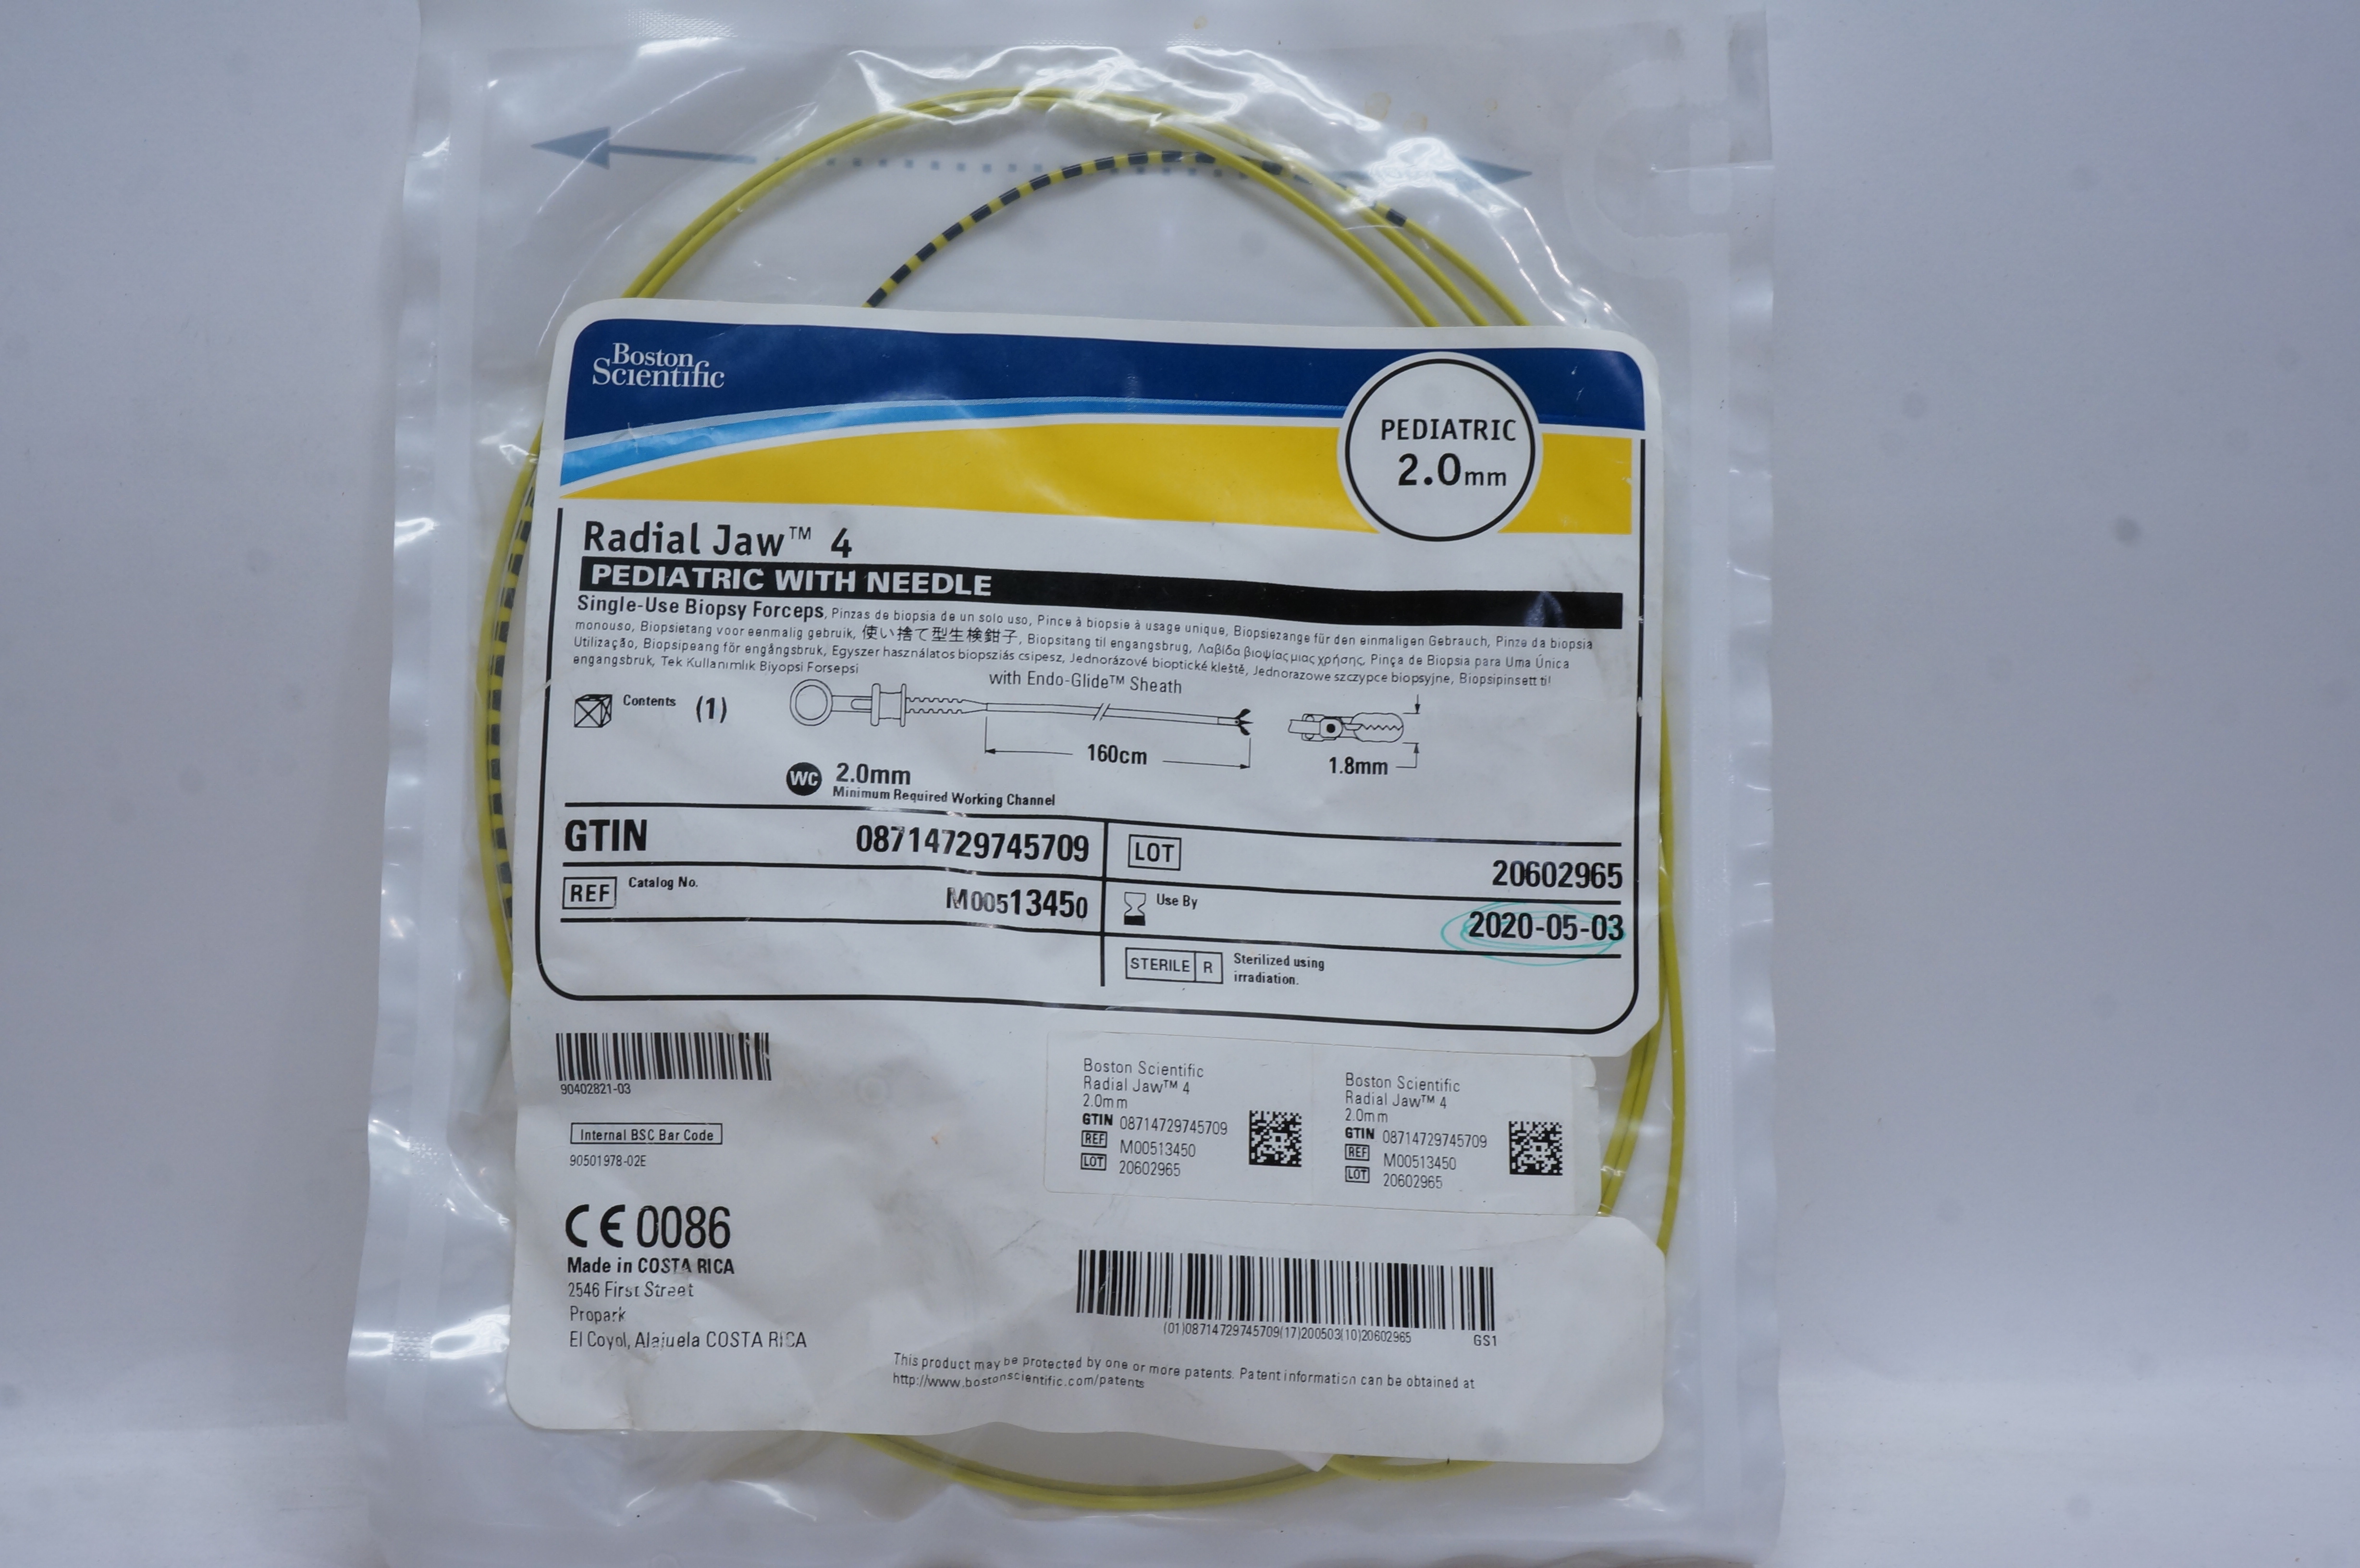 Boston
Scientific
PEDIATRIC
2.0mm
Radial Jaw™ 4
PEDIATRIC WITH NEEDLE
Single-Use Biopsy Forceps, Pinzas de biopsia de un solo uso, Pince à biopsie à usage unique, Biopsiezange für den einmaligen Gebrauch, Pinze da biopsia
monouso, Biopsietang voor eenmalig gebruik, 使い捨て型生検鉗子, Biopsitang til engangsbrug, Λαβίδα βιοψίας μιας χρήσης, Pinça de Biopsia para Uma Única
Utilização, Biopsipeang för engångsbruk, Egyszer használatos biopsziás csipesz, Jednorázové bioptické kleště, Jednorazowe szczypce biopsyjne, Biopsipinsett til
engangsbruk, Tek Kullanımlık Biyopsi Forsepsi
with Endo-Glide™ Sheath
Contents (1)
160cm
1.8mm
WC 2.0mm
Minimum Required Working Channel
GTIN 08714729745709
LOT 20602965
REF Catalog No. M00513450
Use By 2020-05-03
STERILE R Sterilized using
irradiation.
90402821-03
Internal BSC Bar Code
90501978-02E
Boston Scientific
Radial Jaw™ 4
2.0mm
GTIN 08714729745709
REF M00513450
LOT 20602965
Boston Scientific
Radial Jaw™ 4
2.0mm
GTIN 08714729745709
REF M00513450
LOT 20602965
CE 0086
Made in COSTA RICA
2546 First Street
Propark
El Coyol, Alajuela COSTA RICA
(01)08714729745709(17)200503(10)20602965 GS1
This product may be protected by one or more patents. Patent information can be obtained at
http://www.bostonscientific.com/patents